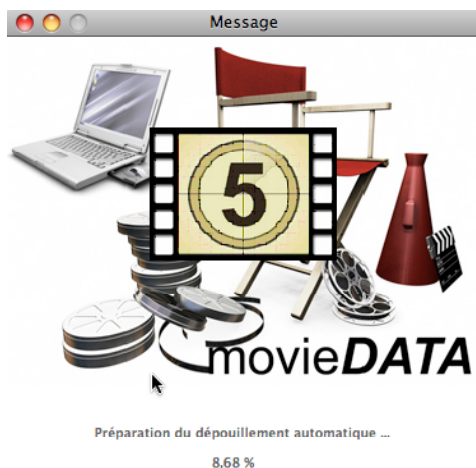 Message
5
movieDATA
Préparation du dépouillement automatique ...
8.68 %